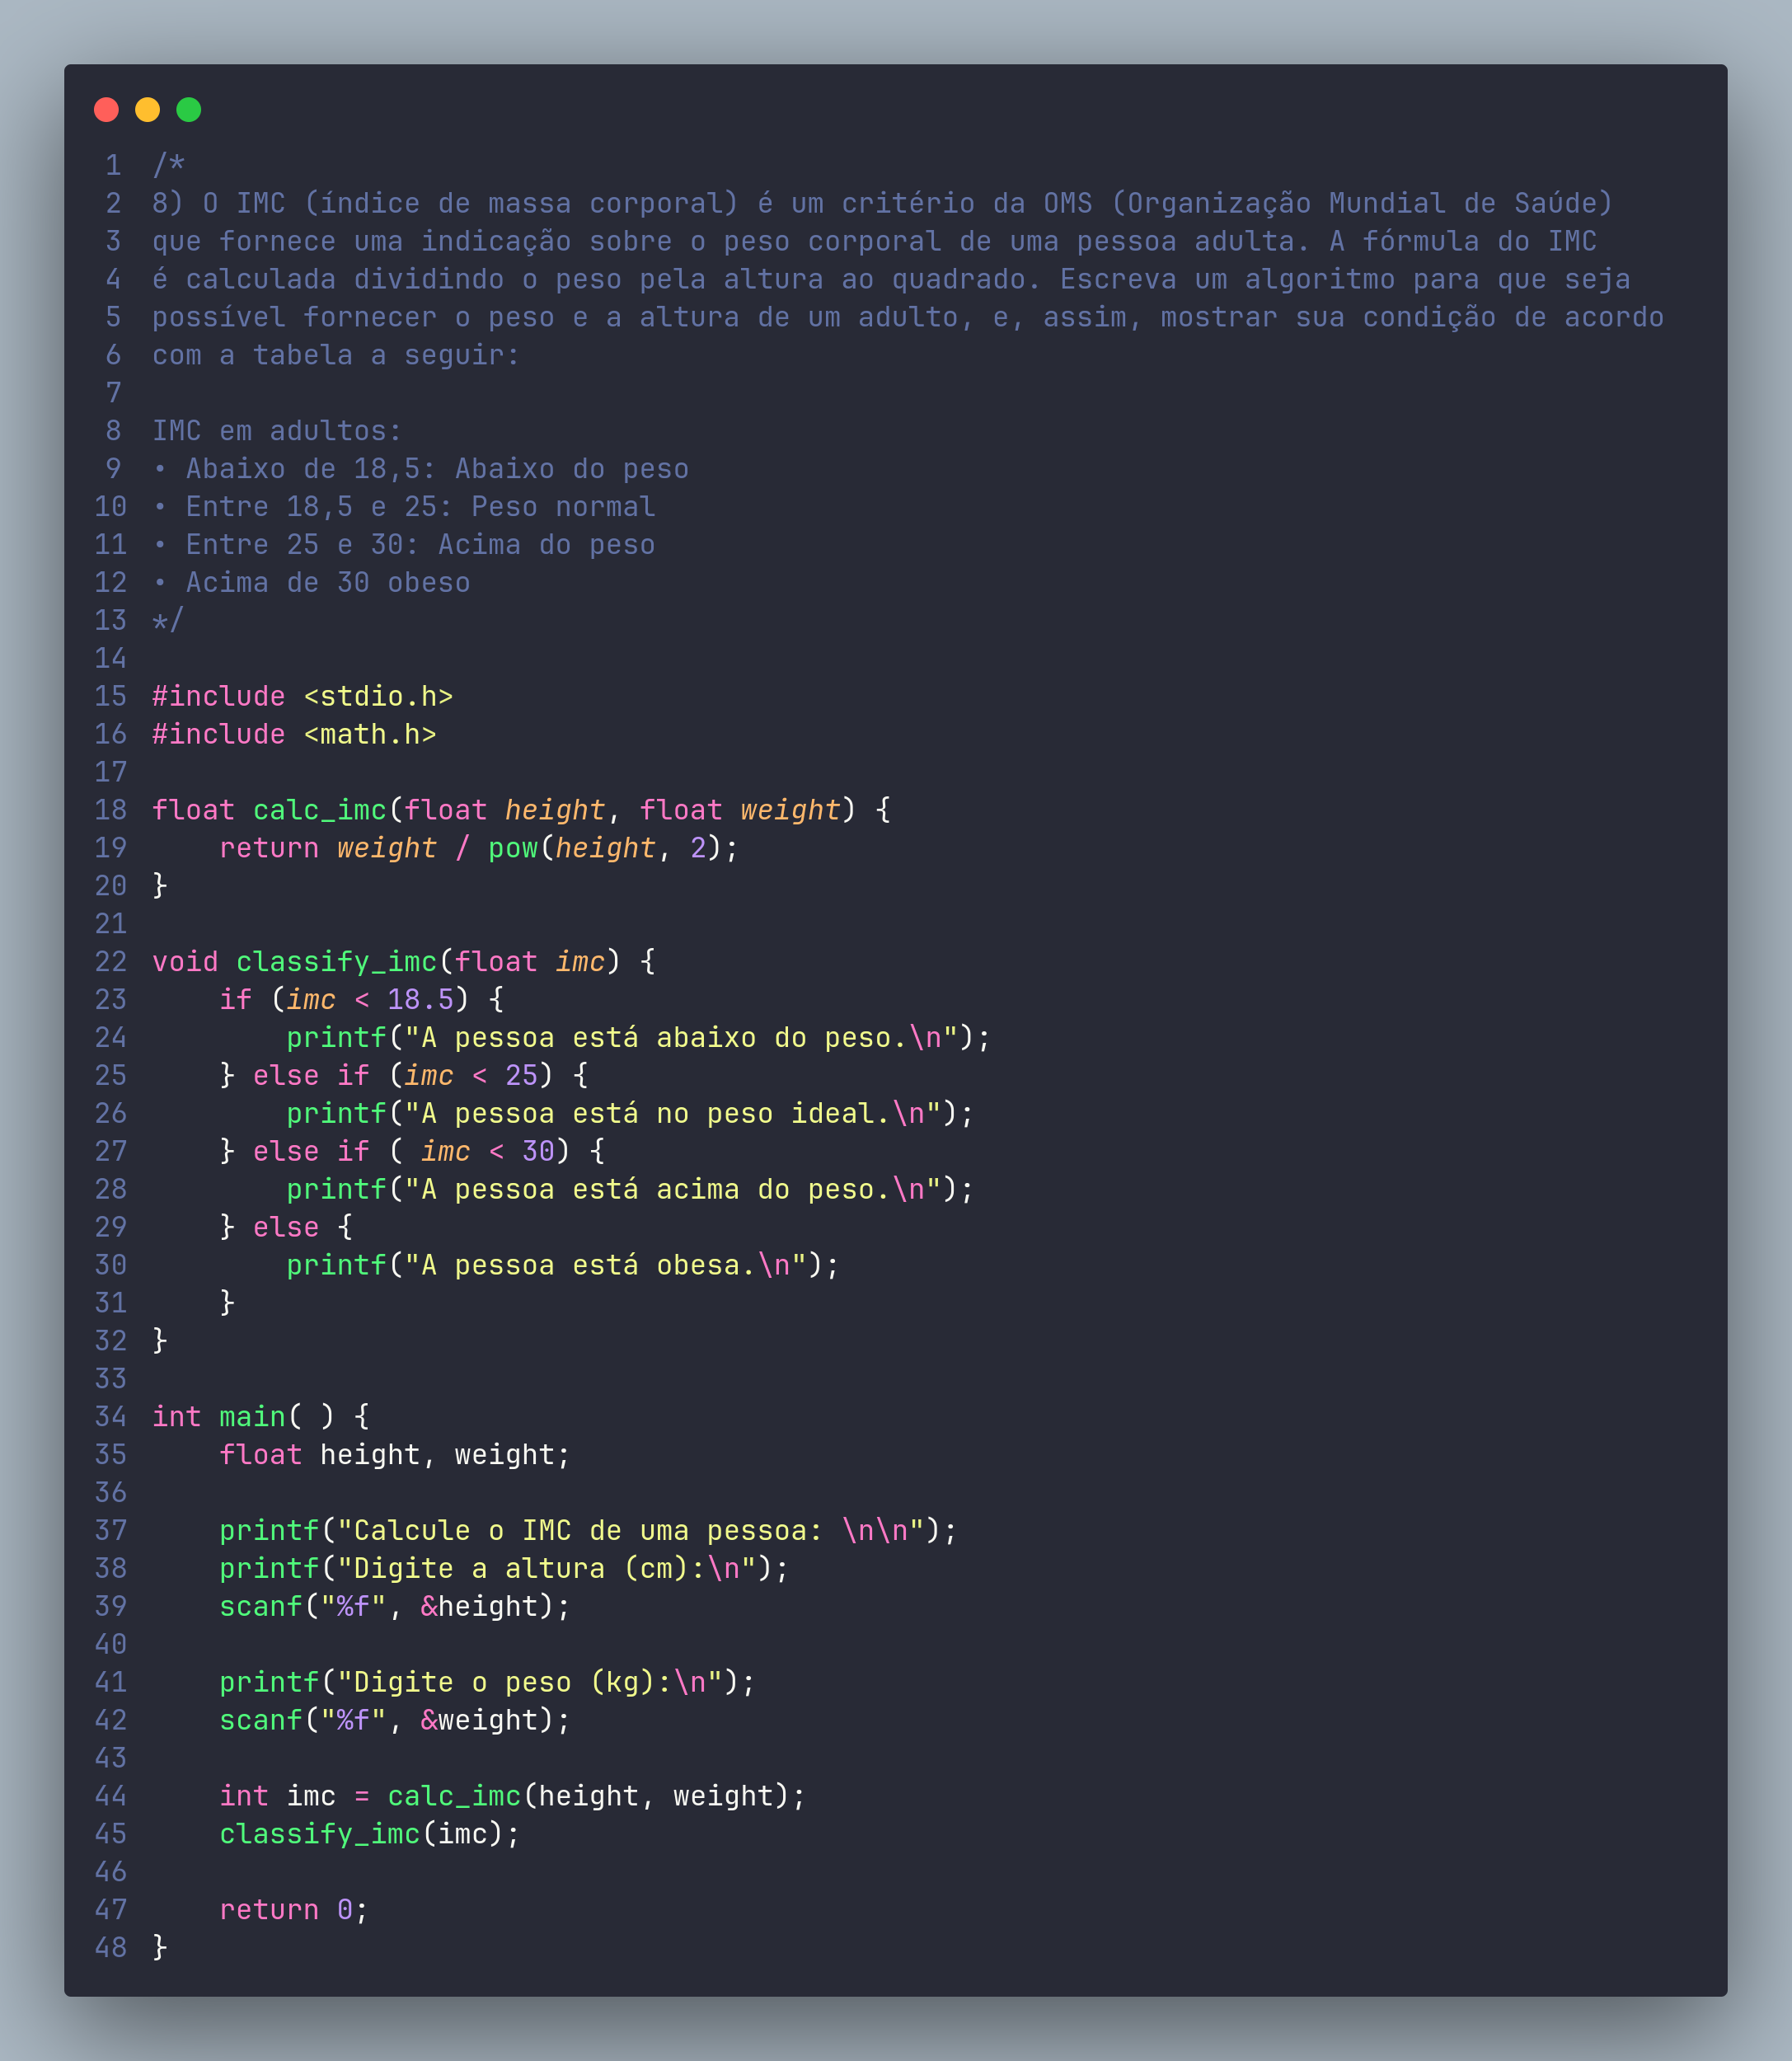 1 /*
2 8) O IMC (índice de massa corporal) é um critério da OMS (Organização Mundial de Saúde)
3 que fornece uma indicação sobre o peso corporal de uma pessoa adulta. A fórmula do IMC
4 é calculada dividindo o peso pela altura ao quadrado. Escreva um algoritmo para que seja
5 possível fornecer o peso e a altura de um adulto, e, assim, mostrar sua condição de acordo
6 com a tabela a seguir:
7
8 IMC em adultos:
9 • Abaixo de 18,5: Abaixo do peso
10 • Entre 18,5 e 25: Peso normal
11 • Entre 25 e 30: Acima do peso
12 • Acima de 30 obeso
13 */
14
15 #include <stdio.h>
16 #include <math.h>
17
18 float calc_imc(float height, float weight) {
19     return weight / pow(height, 2);
20 }
21
22 void classify_imc(float imc) {
23     if (imc < 18.5) {
24         printf("A pessoa está abaixo do peso.\n");
25     } else if (imc < 25) {
26         printf("A pessoa está no peso ideal.\n");
27     } else if ( imc < 30) {
28         printf("A pessoa está acima do peso.\n");
29     } else {
30         printf("A pessoa está obesa.\n");
31     }
32 }
33
34 int main( ) {
35     float height, weight;
36
37     printf("Calcule o IMC de uma pessoa: \n\n");
38     printf("Digite a altura (cm):\n");
39     scanf("%f", &height);
40
41     printf("Digite o peso (kg):\n");
42     scanf("%f", &weight);
43
44     int imc = calc_imc(height, weight);
45     classify_imc(imc);
46
47     return 0;
48 }